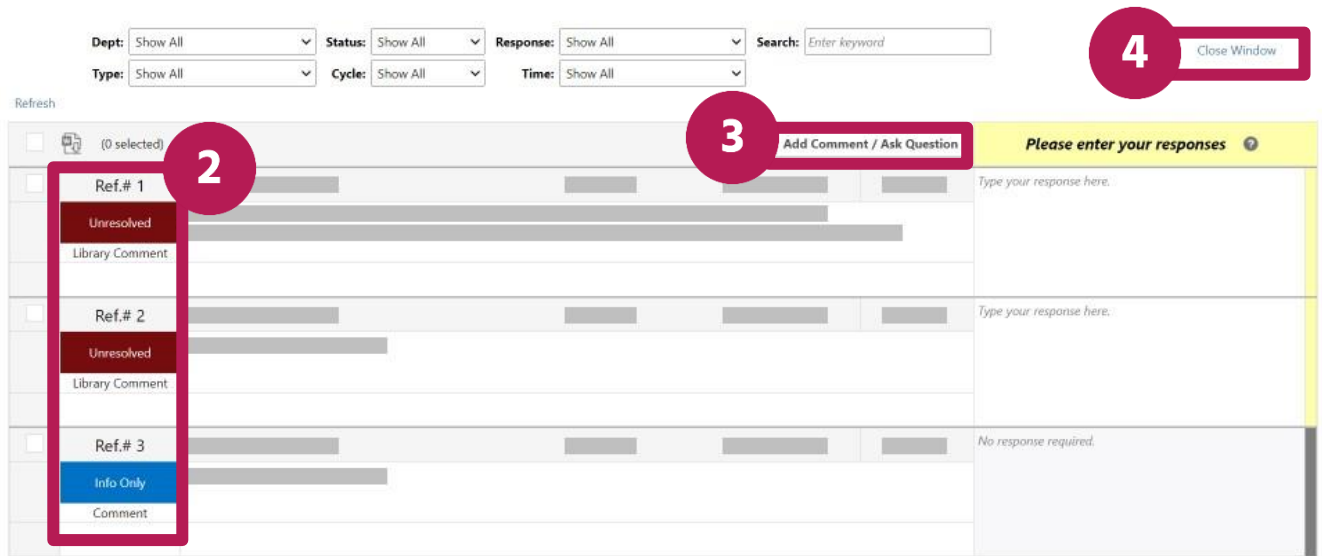 Dept: Show All Status: Show All Response: Show All Search: Enter keyword
4 Close Window
Type: Show All Cycle: Show All Time: Show All
Refresh
(0 selected) 3 Add Comment / Ask Question Please enter your responses ?
2
Ref.# 1 Type your response here.
Unresolved
Library Comment
Ref.# 2 Type your response here.
Unresolved
Library Comment
Ref.# 3 No response required.
Info Only
Comment